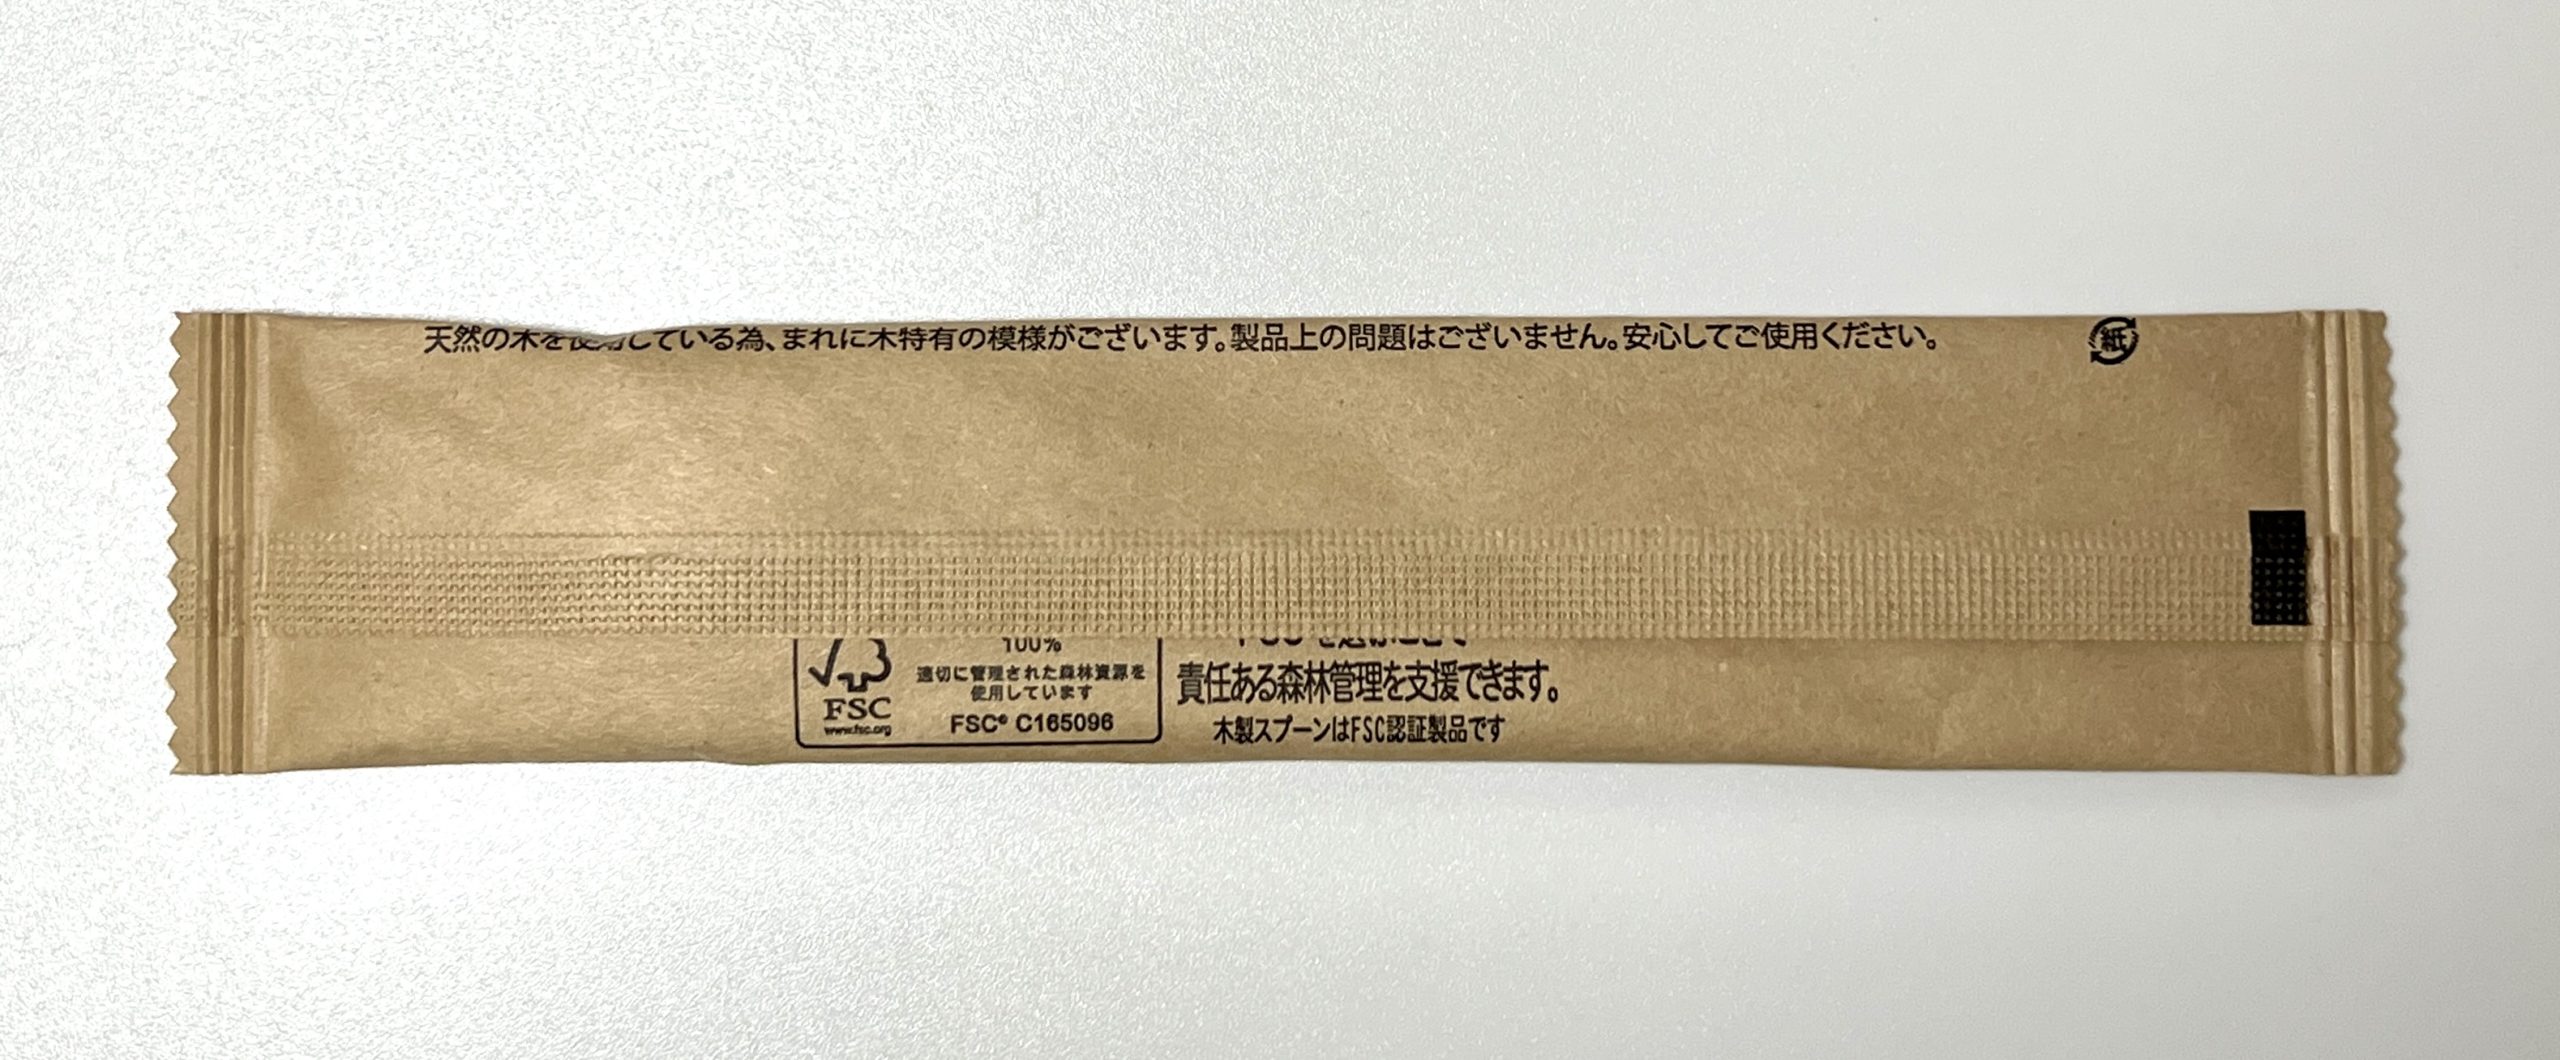 天然の木を使用している為、まれに木特有の模様がございます。製品上の問題はございません。安心してご使用ください。
紙
100%
適切に管理された森林資源を
使用しています
FSC® C165096
FSC
www.fsc.org
責任ある森林管理を支援できます。
木製スプーンはFSC認証製品です